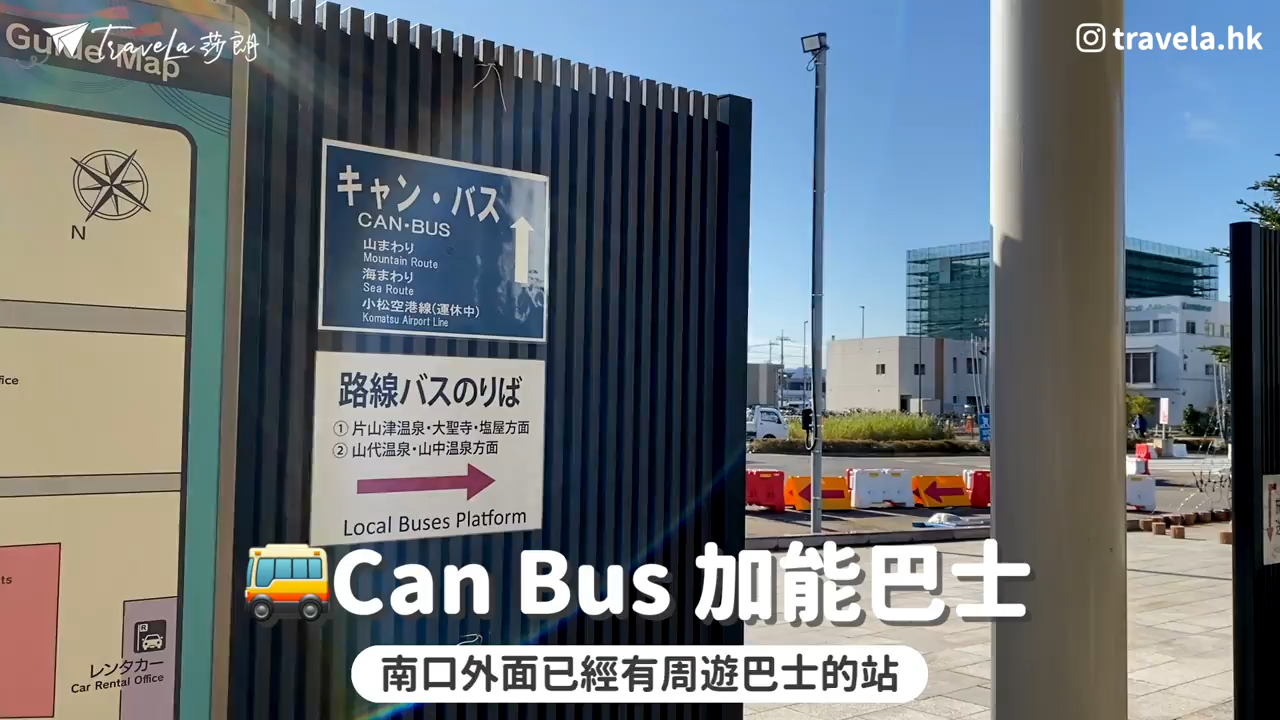 Guide Map
Travela 莎朗
travela.hk
N
キャン・バス
CAN・BUS
山まわり
Mountain Route
海まわり
Sea Route
小松空港線(運休中)
Komatsu Airport Line
路線バスのりば
① 片山津温泉・大聖寺・塩屋方面
② 山代温泉・山中温泉方面
Local Buses Platform
Can Bus 加能巴士
レンタカー
Car Rental Office
南口外面已經有周遊巴士的站